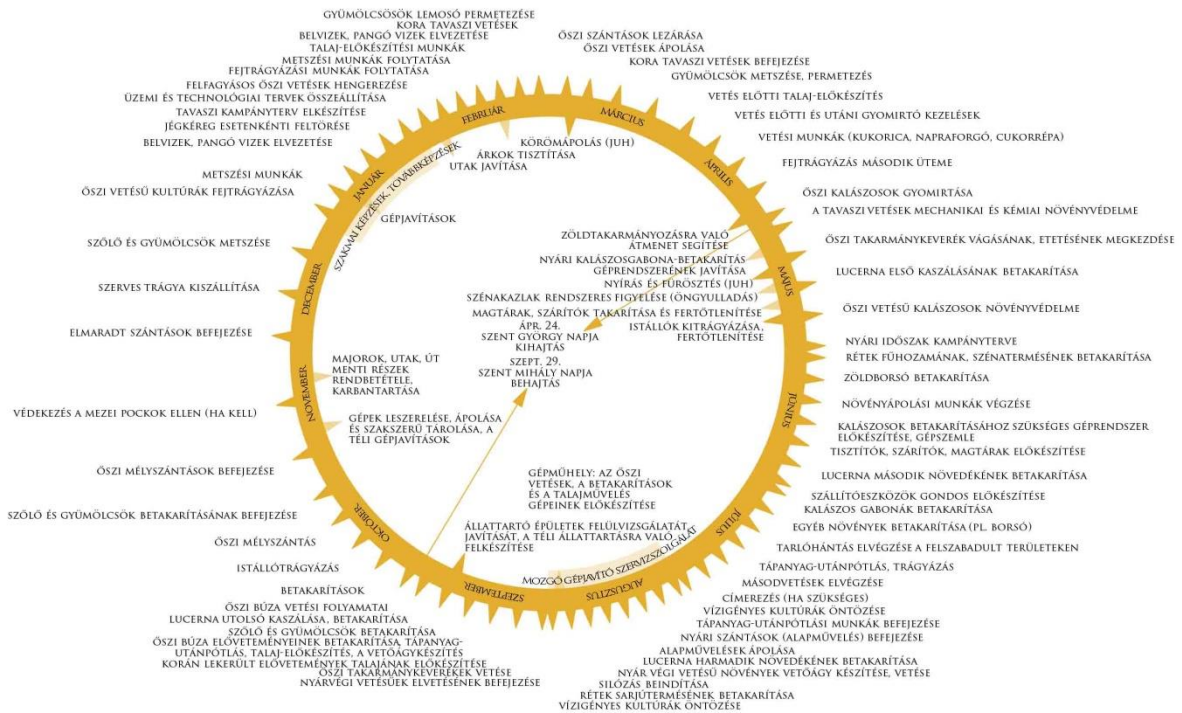 GYÜMÖLCSÖSÖK LEMOSÓ PERMETEZÉSE
KORA TAVASZI VETÉSEK
BELVIZEK, PANGÓ VIZEK ELVEZETÉSE
TALAJ-ELŐKÉSZÍTÉSI MUNKÁK
METSZÉSI MUNKÁK FOLYTATÁSA
FEJTRÁGYÁZÁSI MUNKÁK FOLYTATÁSA
FELFAGYÁSOS ŐSZI VETÉSEK HENGEREZÉSE
ÜZEMI ÉS TECHNOLÓGIAI TERVEK ÖSSZEÁLLÍTÁSA
TAVASZI KAMPÁNYTERV ELKÉSZÍTÉSE
JÉGKÉREG ESETENKÉNTI FELTÖRÉSE
BELVIZEK, PANGÓ VIZEK ELVEZETÉSE
METSZÉSI MUNKÁK
ŐSZI VETÉSŰ KULTÚRÁK FEJTRÁGYÁZÁSA
SZŐLŐ ÉS GYÜMÖLCSÖK METSZÉSE
SZERVES TRÁGYA KISZÁLLÍTÁSA
ELMARADT SZÁNTÁSOK BEFEJEZÉSE
VÉDEKEZÉS A MEZEI POCKOK ELLEN (HA KELL)
ŐSZI MÉLYSZÁNTÁSOK BEFEJEZÉSE
SZŐLŐ ÉS GYÜMÖLCSÖK BETAKARÍTÁSÁNAK BEFEJEZÉSE
ŐSZI MÉLYSZÁNTÁS
ISTÁLLÓTRÁGYÁZÁS
BETAKARÍTÁSOK
ŐSZI BÚZA VETÉSI FOLYAMATAI
LUCERNA UTOLSÓ KASZÁLÁSA, BETAKARÍTÁSA
SZŐLŐ ÉS GYÜMÖLCSÖK BETAKARÍTÁSA
ŐSZI BÚZA ELŐVETEMÉNYEINEK BETAKARÍTÁSA, TÁPANYAG-
UTÁNPÓTLÁS, TALAJ-ELŐKÉSZÍTÉS, A VETŐÁGYKÉSZÍTÉS
KORÁN LEKERÜLT ELŐVETEMÉNYEK TALAJÁNAK ELŐKÉSZÍTÉSE
ŐSZI TAKARMÁNYKEVERÉKEK VETÉSE
NYÁRVÉGI VETÉSŰEK ELVETÉSÉNEK BEFEJEZÉSE
ŐSZI SZÁNTÁSOK LEZÁRÁSA
ŐSZI VETÉSEK ÁPOLÁSA
KORA TAVASZI VETÉSEK BEFEJEZÉSE
GYÜMÖLCSÖK METSZÉSE, PERMETEZÉS
VETÉS ELŐTTI TALAJ-ELŐKÉSZÍTÉS
VETÉS ELŐTTI ÉS UTÁNI GYOMIRTÓ KEZELÉSEK
VETÉSI MUNKÁK (KUKORICA, NAPRAFORGÓ, CUKORRÉPA)
FEJTRÁGYÁZÁS MÁSODIK ÜTEME
ŐSZI KALÁSZOSOK GYOMIRTÁSA
A TAVASZI VETÉSEK MECHANIKAI ÉS KÉMIAI NÖVÉNYVÉDELME
ŐSZI TAKARMÁNYKEVERÉK VÁGÁSÁNAK, ETETÉSÉNEK MEGKEZDÉSE
LUCERNA ELSŐ KASZÁLÁSÁNAK BETAKARÍTÁSA
ŐSZI VETÉSŰ KALÁSZOSOK NÖVÉNYVÉDELME
NYÁRI IDŐSZAK KAMPÁNYTERVE
RÉTEK FŰHOZAMÁNAK, SZÉNATERMÉSÉNEK BETAKARÍTÁSA
ZÖLDBORSÓ BETAKARÍTÁSA
NÖVÉNYÁPOLÁSI MUNKÁK VÉGZÉSE
KALÁSZOSOK BETAKARÍTÁSÁHOZ SZÜKSÉGES GÉPRENDSZER
ELŐKÉSZÍTÉSE, GÉPSZEMLE
TISZTÍTÓK, SZÁRÍTÓK, MAGTÁRAK ELŐKÉSZÍTÉSE
LUCERNA MÁSODIK NÖVEDÉKÉNEK BETAKARÍTÁSA
SZÁLLÍTÓESZKÖZÖK GONDOS ELŐKÉSZÍTÉSE
KALÁSZOS GABONÁK BETAKARÍTÁSA
EGYÉB NÖVÉNYEK BETAKARÍTÁSA (PL. BORSÓ)
TARLÓHÁNTÁS ELVÉGZÉSE A FELSZABADULT TERÜLETEKEN
TÁPANYAG-UTÁNPÓTLÁS, TRÁGYÁZÁS
MÁSODVETÉSEK ELVÉGZÉSE
CÍMEREZÉS (HA SZÜKSÉGES)
VÍZIGÉNYES KULTÚRÁK ÖNTÖZÉSE
TÁPANYAG-UTÁNPÓTLÁSI MUNKÁK BEFEJEZÉSE
NYÁRI SZÁNTÁSOK (ALAPMŰVELÉS) BEFEJEZÉSE
ALAPMŰVELÉSEK ÁPOLÁSA
LUCERNA HARMADIK NÖVEDÉKÉNEK BETAKARÍTÁSA
NYÁR VÉGI VETÉSŰ NÖVÉNYEK VETŐÁGY KÉSZÍTÉSE, VETÉSE
SILÓZÁS BEINDÍTÁSA
RÉTEK SARJÚTERMÉSÉNEK BETAKARÍTÁSA
VÍZIGÉNYES KULTÚRÁK ÖNTÖZÉSE
JANUÁR
FEBRUÁR
MÁRCIUS
ÁPRILIS
MÁJUS
JÚNIUS
JÚLIUS
AUGUSZTUS
SZEPTEMBER
OKTÓBER
NOVEMBER
DECEMBER
SZAKMAI KÉPZÉSEK, TOVÁBBKÉPZÉSEK
KÖRÖMÁPOLÁS (JUH)
ÁRKOK TISZTÍTÁSA
UTAK JAVÍTÁSA
GÉPJAVÍTÁSOK
ZÖLDTAKARMÁNYOZÁSRA VALÓ
ÁTMENET SEGÍTÉSE
NYÁRI KALÁSZOSGABONA-BETAKARÍTÁS
GÉPRENDSZERÉNEK JAVÍTÁSA
NYÍRÁS ÉS FÜRÖSZTÉS (JUH)
SZÉNAKAZLAK RENDSZERES FIGYELÉSE (ÖNGYULLADÁS)
MAGTÁRAK, SZÁRÍTÓK TAKARÍTÁSA ÉS FERTŐTLENÍTÉSE
ISTÁLLÓK KITRÁGYÁZÁSA,
FERTŐTLENÍTÉSE
ÁPR. 24.
SZENT GYÖRGY NAPJA
KIHAJTÁS
SZEPT. 29.
SZENT MIHÁLY NAPJA
BEHAJTÁS
MAJOROK, UTAK, ÚT
MENTI RÉSZEK
RENDBETÉTELE,
KARBANTARTÁSA
GÉPEK LESZERELÉSE, ÁPOLÁSA
ÉS SZAKSZERŰ TÁROLÁSA, A
TÉLI GÉPJAVÍTÁSOK
GÉPMŰHELY: AZ ŐSZI
VETÉSEK, A BETAKARÍTÁSOK
ÉS A TALAJMŰVELÉS
GÉPEINEK ELŐKÉSZÍTÉSE
ÁLLATTARTÓ ÉPÜLETEK FELÜLVIZSGÁLATÁT,
JAVÍTÁSÁT, A TÉLI ÁLLATTARTÁSRA VALÓ
FELKÉSZÍTÉSE
MOZGÓ GÉPJAVÍTÓ SZERVIZSZOLGÁLAT